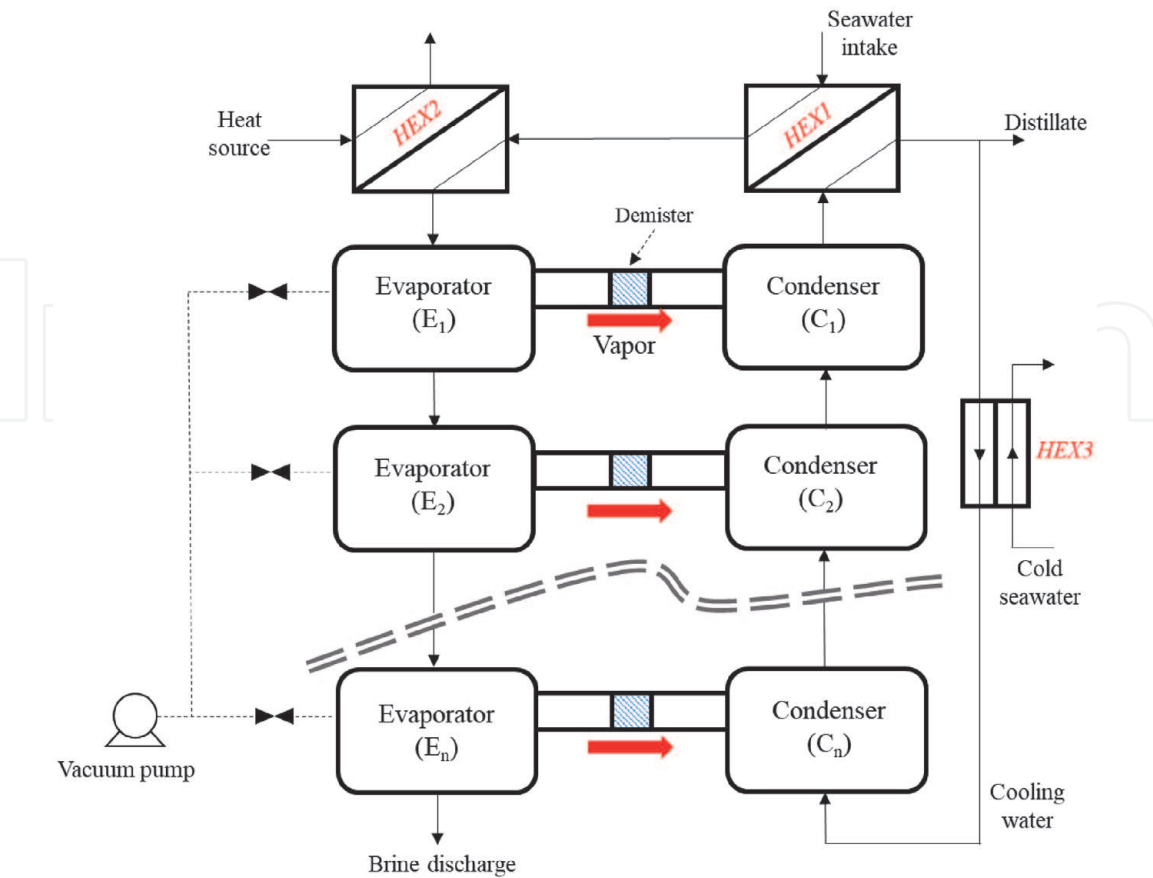 Seawater
intake
HEX2
HEX1
Heat
source
Distillate
Demister
Evaporator
(E₁)
Condenser
(C₁)
Vapor
Evaporator
(E₂)
Condenser
(C₂)
HEX3
Cold
seawater
Evaporator
(Eₙ)
Condenser
(Cₙ)
Vacuum pump
Cooling
water
Brine discharge